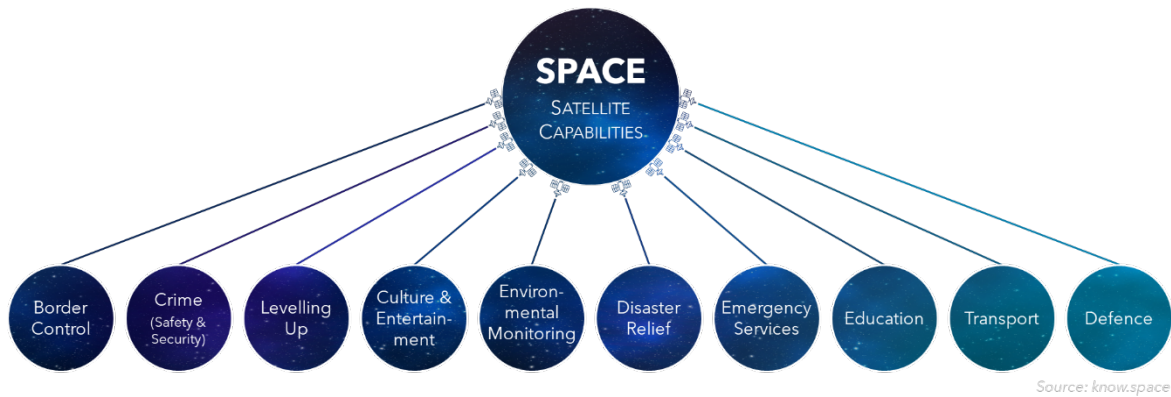 SPACE
SATELLITE
CAPABILITIES
Border
Control
Crime
(Safety &
Security)
Levelling
Up
Culture &
Entertain-
ment
Environ-
mental
Monitoring
Disaster
Relief
Emergency
Services
Education
Transport
Defence
Source: know.space